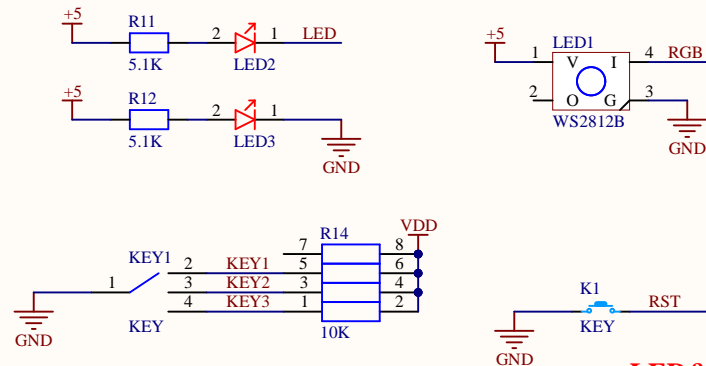 +5
R11
2
1
LED
5.1K
LED2
+5
R12
2
1
5.1K
LED3
GND
+5
LED1
1
V
I
4
RGB
2
O
G
3
WS2812B
GND
VDD
R14
7
8
KEY1
1
2
KEY1
5
6
3
KEY2
3
4
4
KEY3
1
2
KEY
10K
GND
K1
RST
KEY
GND